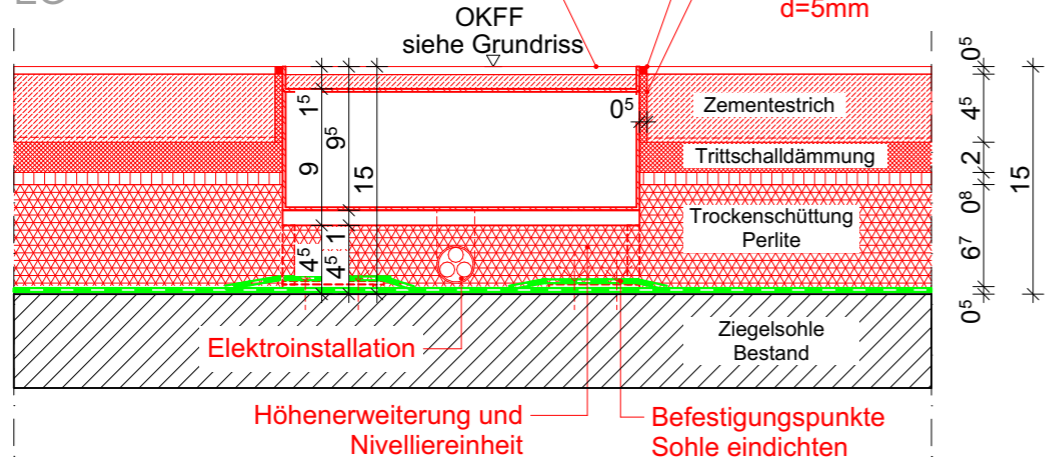 OKFF
siehe Grundriss
d=5mm
0⁵
1⁵
9⁵
9
15
0⁵
Zementestrich
4⁵
Trittschalldämmung
2
15
0⁸
Trockenschüttung
Perlite
6⁷
1
4⁵
4⁵
0⁵
Ziegelsohle
Bestand
Elektroinstallation
Höhenerweiterung und
Nivelliereinheit
Befestigungspunkte
Sohle eindichten